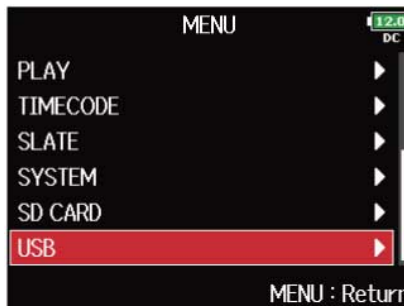 MENU
12.0
DC
PLAY
TIMECODE
SLATE
SYSTEM
SD CARD
USB
MENU : Return